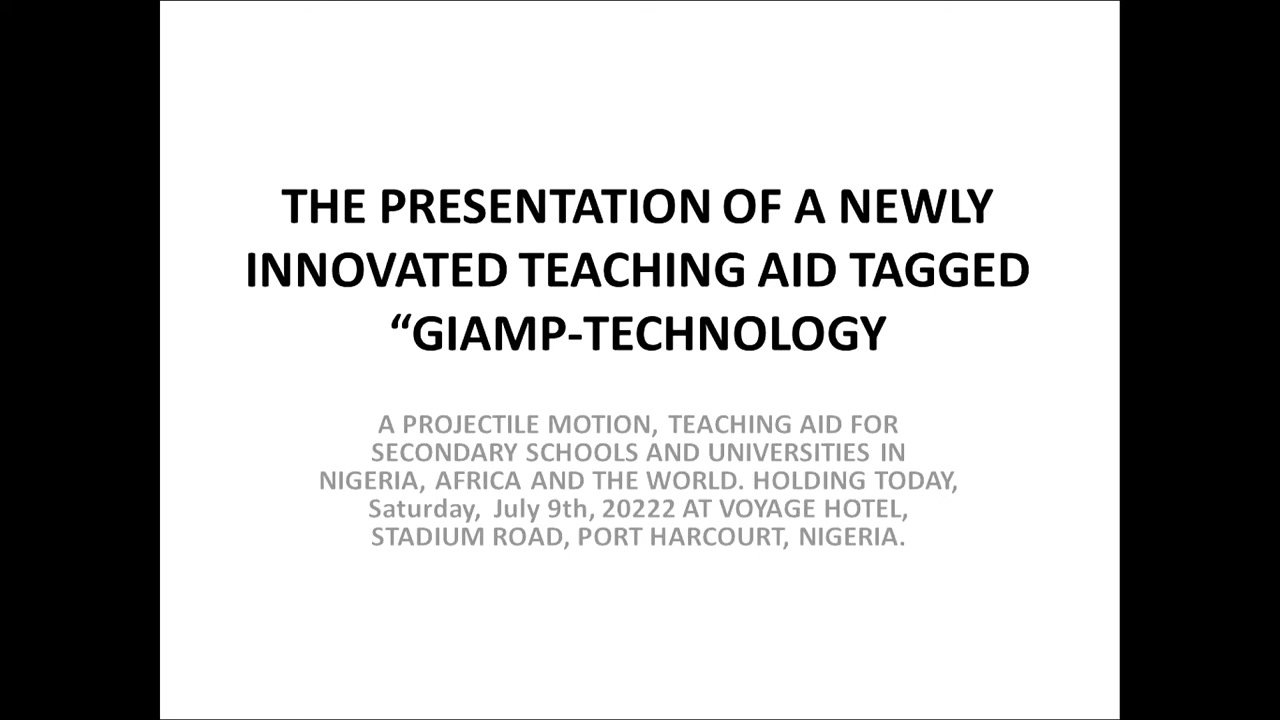 THE PRESENTATION OF A NEWLY
INNOVATED TEACHING AID TAGGED
“GIAMP-TECHNOLOGY
A PROJECTILE MOTION, TEACHING AID FOR
SECONDARY SCHOOLS AND UNIVERSITIES IN
NIGERIA, AFRICA AND THE WORLD. HOLDING TODAY,
Saturday, July 9th, 20222 AT VOYAGE HOTEL,
STADIUM ROAD, PORT HARCOURT, NIGERIA.